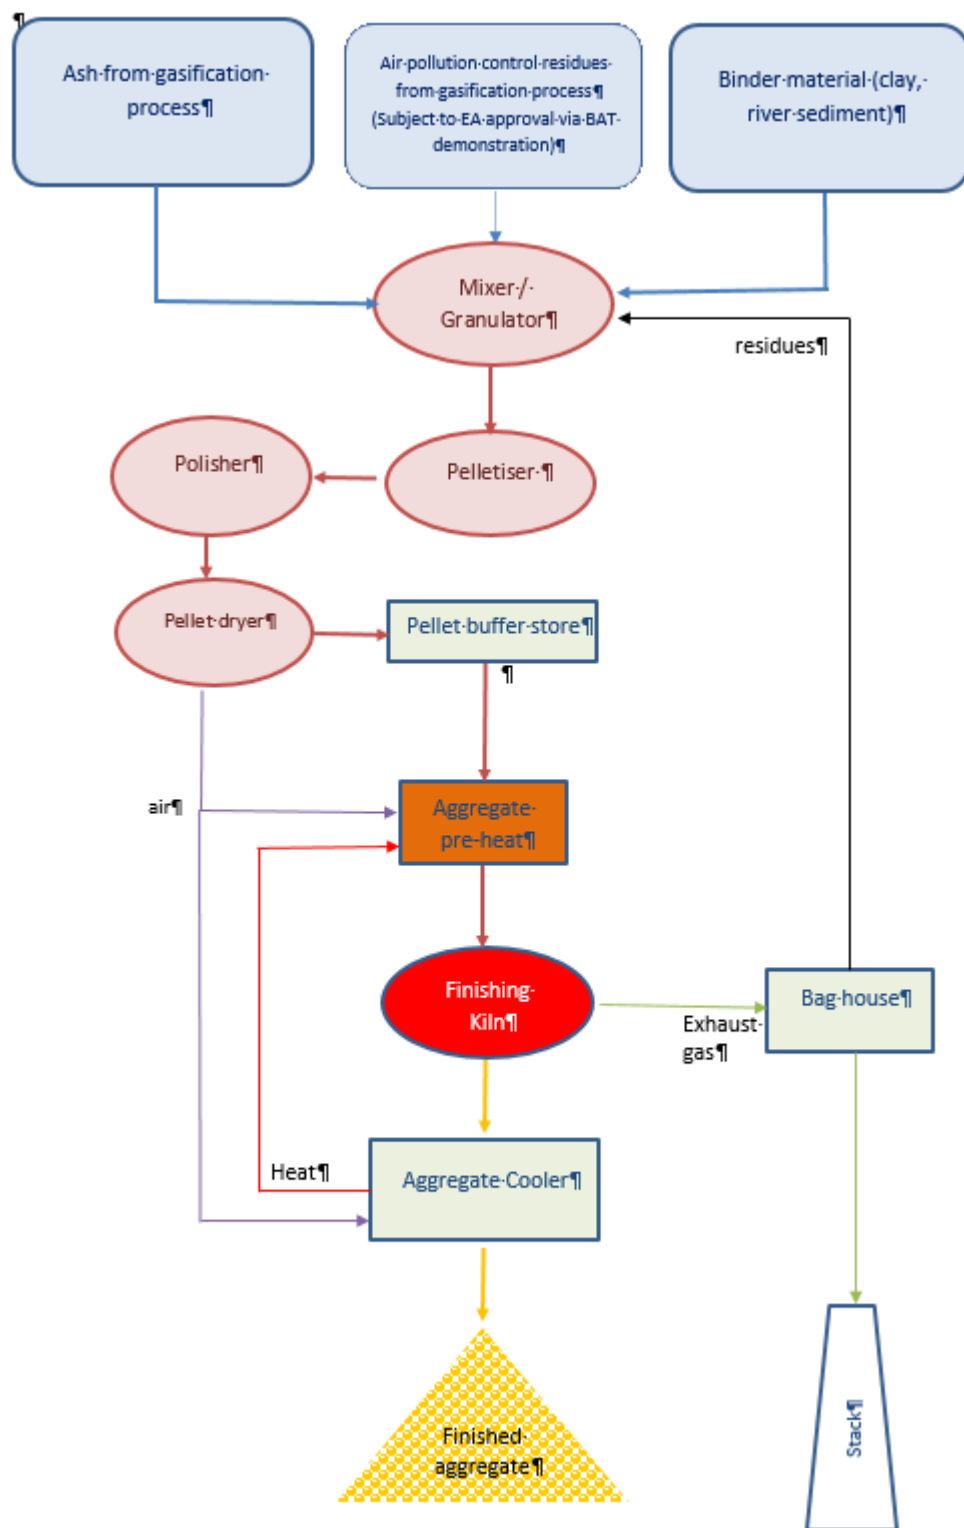 ¶
Ash·from·gasification·
process¶
Air·pollution·control·residues·
from·gasification·process¶
(Subject·to·EA·approval·via·BAT·
demonstration)¶
Binder·material·(clay,·
river·sediment)¶
Mixer·/·
Granulator¶
residues¶
Polisher¶
Pelletiser·¶
Pellet·dryer¶
Pellet·buffer·store¶
¶
air¶
Aggregate·
pre-heat¶
Finishing·
Kiln¶
Exhaust·
gas¶
Bag·house¶
Heat¶
Aggregate·Cooler¶
Finished·
aggregate¶
Stack¶